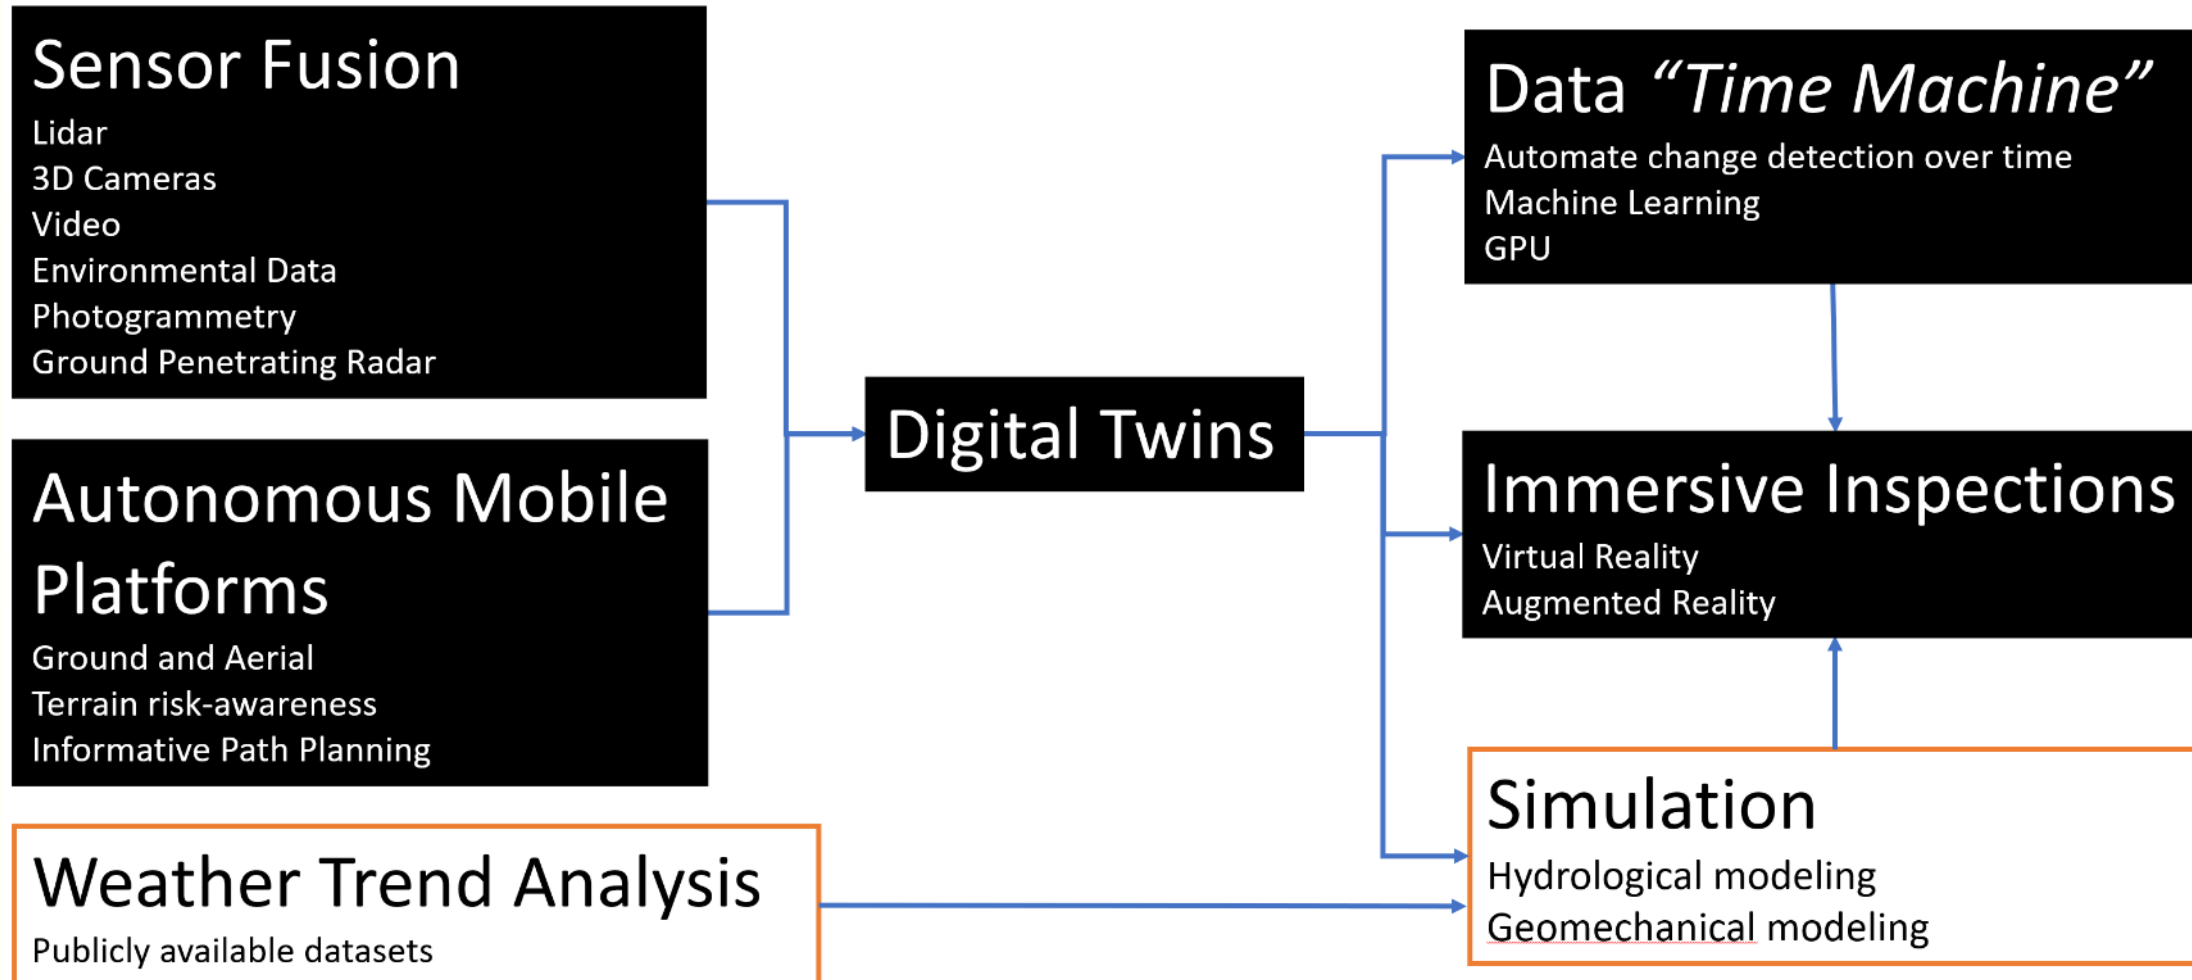 Sensor Fusion
Lidar
3D Cameras
Video
Environmental Data
Photogrammetry
Ground Penetrating Radar
Autonomous Mobile
Platforms
Ground and Aerial
Terrain risk-awareness
Informative Path Planning
Weather Trend Analysis
Publicly available datasets
Digital Twins
Data “Time Machine”
Automate change detection over time
Machine Learning
GPU
Immersive Inspections
Virtual Reality
Augmented Reality
Simulation
Hydrological modeling
Geomechanical modeling